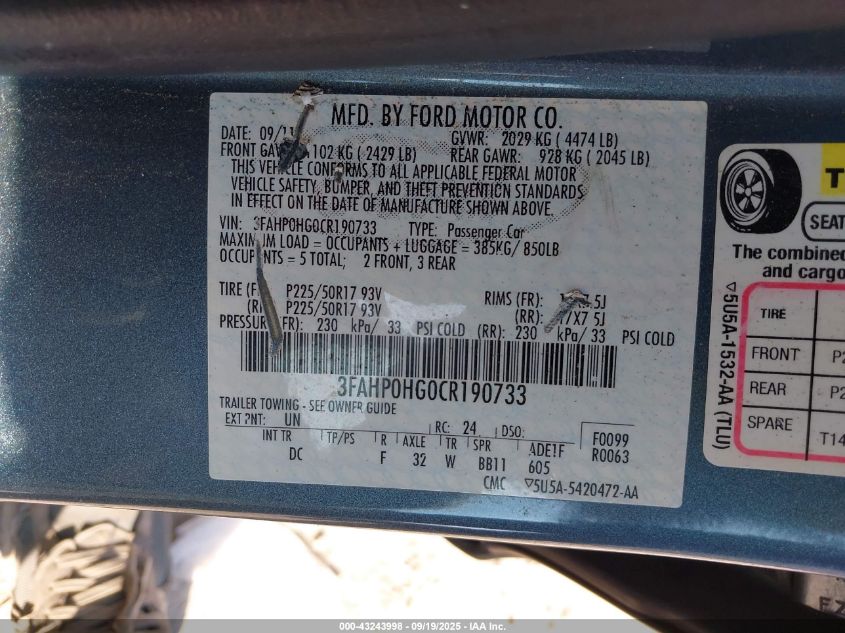 MFD. BY FORD MOTOR CO.
DATE: 09/11 GVWR: 2029 KG ( 4474 LB)
FRONT GAWR: 1102 KG ( 2429 LB) REAR GAWR: 928 KG ( 2045 LB)
THIS VEHICLE CONFORMS TO ALL APPLICABLE FEDERAL MOTOR
VEHICLE SAFETY, BUMPER, AND THEFT PREVENTION STANDARDS
IN EFFECT ON THE DATE OF MANUFACTURE SHOWN ABOVE.
VIN: 3FAHP0HG0CR190733 TYPE: Passenger Car
MAXIMUM LOAD = OCCUPANTS + LUGGAGE = 385KG/ 850LB
OCCUPANTS = 5 TOTAL; 2 FRONT, 3 REAR
TIRE (F P225/50R17 93V RIMS (FR): 5J
(R P225/50R17 93V (RR): X7 5J
PRESSURE (FR): 230 kPa/ 33 PSI COLD (RR): 230 kPa/ 33 PSI COLD
3FAHP0HG0CR190733
TRAILER TOWING - SEE OWNER GUIDE
EXT PNT: UN RC: 24 DSO: F0099
INT TR TP/PS R AXLE TR SPR ADEIF R0063
DC F 32 W BB11 605
CMC ▽5U5A-5420472-AA
T
SEAT
The combined
and cargo
TIRE
FRONT P2
REAR P2
SPARE T14
▽5U5A-1532-AA (TLU)
000-43243998 - 09/19/2025 - IAA Inc.